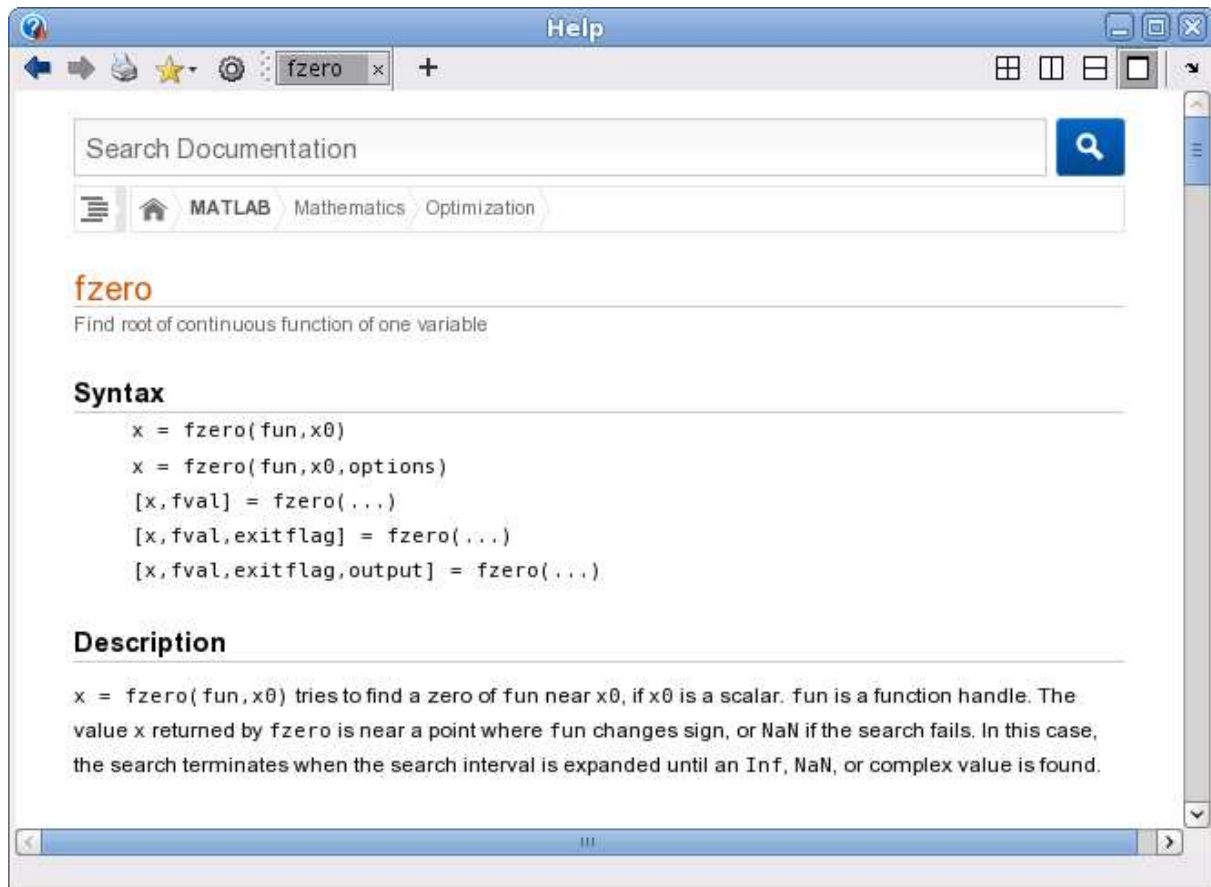 Help
fzero
Search Documentation
MATLAB Mathematics Optimization
fzero
Find root of continuous function of one variable
Syntax
x = fzero(fun,x0)
x = fzero(fun,x0,options)
[x,fval] = fzero(...)
[x,fval,exitflag] = fzero(...)
[x,fval,exitflag,output] = fzero(...)
Description
x = fzero(fun,x0) tries to find a zero of fun near x0, if x0 is a scalar. fun is a function handle. The
value x returned by fzero is near a point where fun changes sign, or NaN if the search fails. In this case,
the search terminates when the search interval is expanded until an Inf, NaN, or complex value is found.